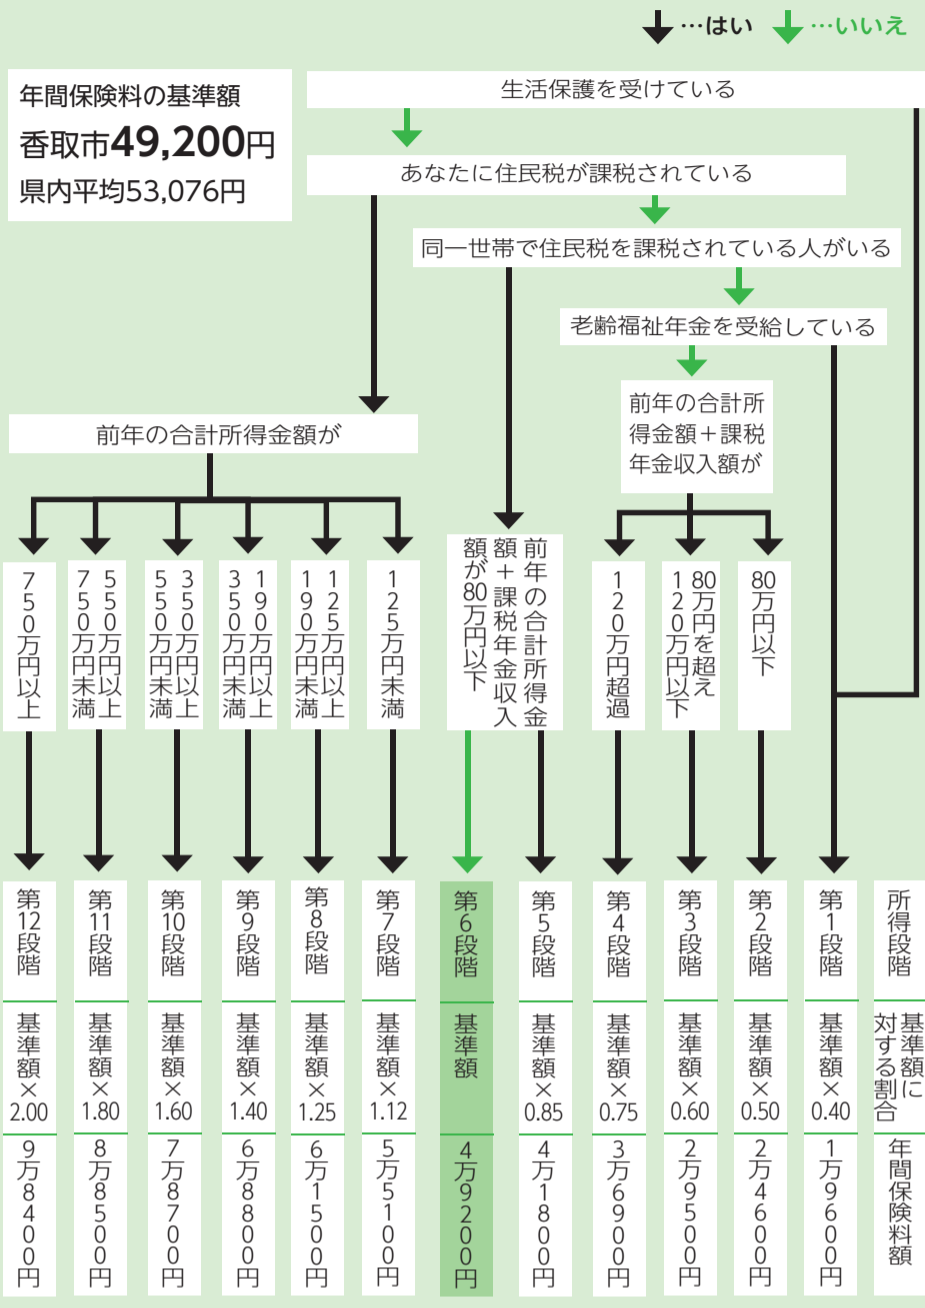 …はい
…いいえ
年間保険料の基準額
香取市49,200円
県内平均53,076円
生活保護を受けている
あなたに住民税が課税されている
同一世帯で住民税を課税されている人がいる
老齢福祉年金を受給している
前年の合計所
得金額＋課税
年金収入額が
前年の合計所得金額が
750万円以上
550万円以上
750万円未満
350万円以上
550万円未満
190万円以上
350万円未満
125万円以上
190万円未満
125万円未満
前年の合計所得金
額＋課税年金収入
額が80万円以下
120万円超過
80万円を超え
120万円以下
80万円以下
所得段階
基準額に
対する割合
年間保険料額
第1段階
基準額×
0.40
1万9600円
第2段階
基準額×
0.50
2万4600円
第3段階
基準額×
0.60
2万9500円
第4段階
基準額×
0.75
3万6900円
第5段階
基準額×
0.85
4万1800円
第6段階
基準額
4万9200円
第7段階
基準額×
1.12
5万5100円
第8段階
基準額×
1.25
6万1500円
第9段階
基準額×
1.40
6万8800円
第10段階
基準額×
1.60
7万8700円
第11段階
基準額×
1.80
8万8500円
第12段階
基準額×
2.00
9万8400円